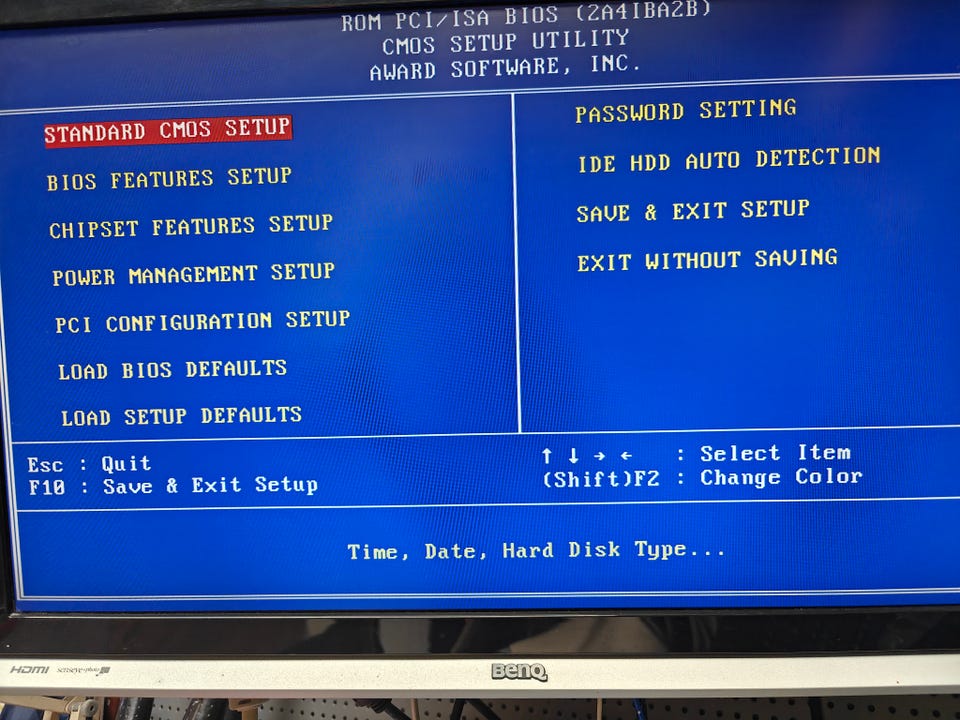 ROM PCI/ISA BIOS (2A4IBA2B)
CMOS SETUP UTILITY
AWARD SOFTWARE, INC.
STANDARD CMOS SETUP
BIOS FEATURES SETUP
CHIPSET FEATURES SETUP
POWER MANAGEMENT SETUP
PCI CONFIGURATION SETUP
LOAD BIOS DEFAULTS
LOAD SETUP DEFAULTS
PASSWORD SETTING
IDE HDD AUTO DETECTION
SAVE & EXIT SETUP
EXIT WITHOUT SAVING
Esc : Quit
F10 : Save & Exit Setup
↑ ↓ → ← : Select Item
(Shift)F2 : Change Color
Time, Date, Hard Disk Type...
HDMI
BenQ